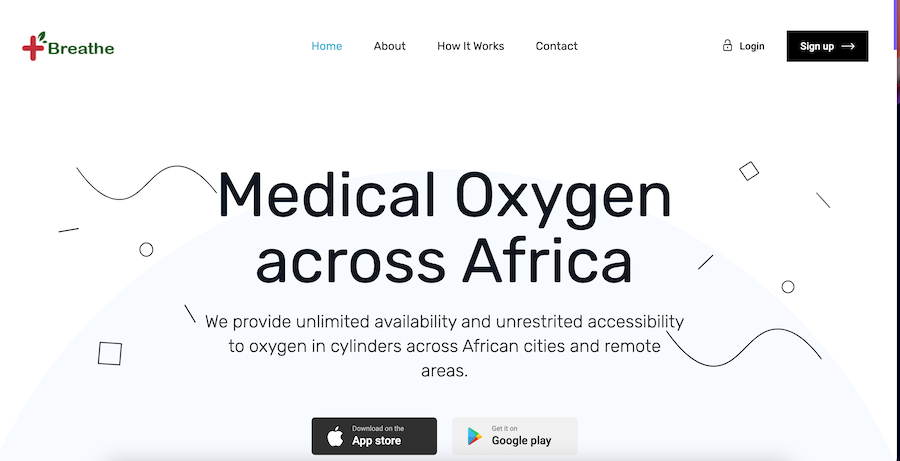 Breathe
Home
About
How It Works
Contact
Login
Sign up
Medical Oxygen
across Africa
We provide unlimited availability and unrestrited accessibility
to oxygen in cylinders across African cities and remote
areas.
Download on the
App store
Get it on
Google play